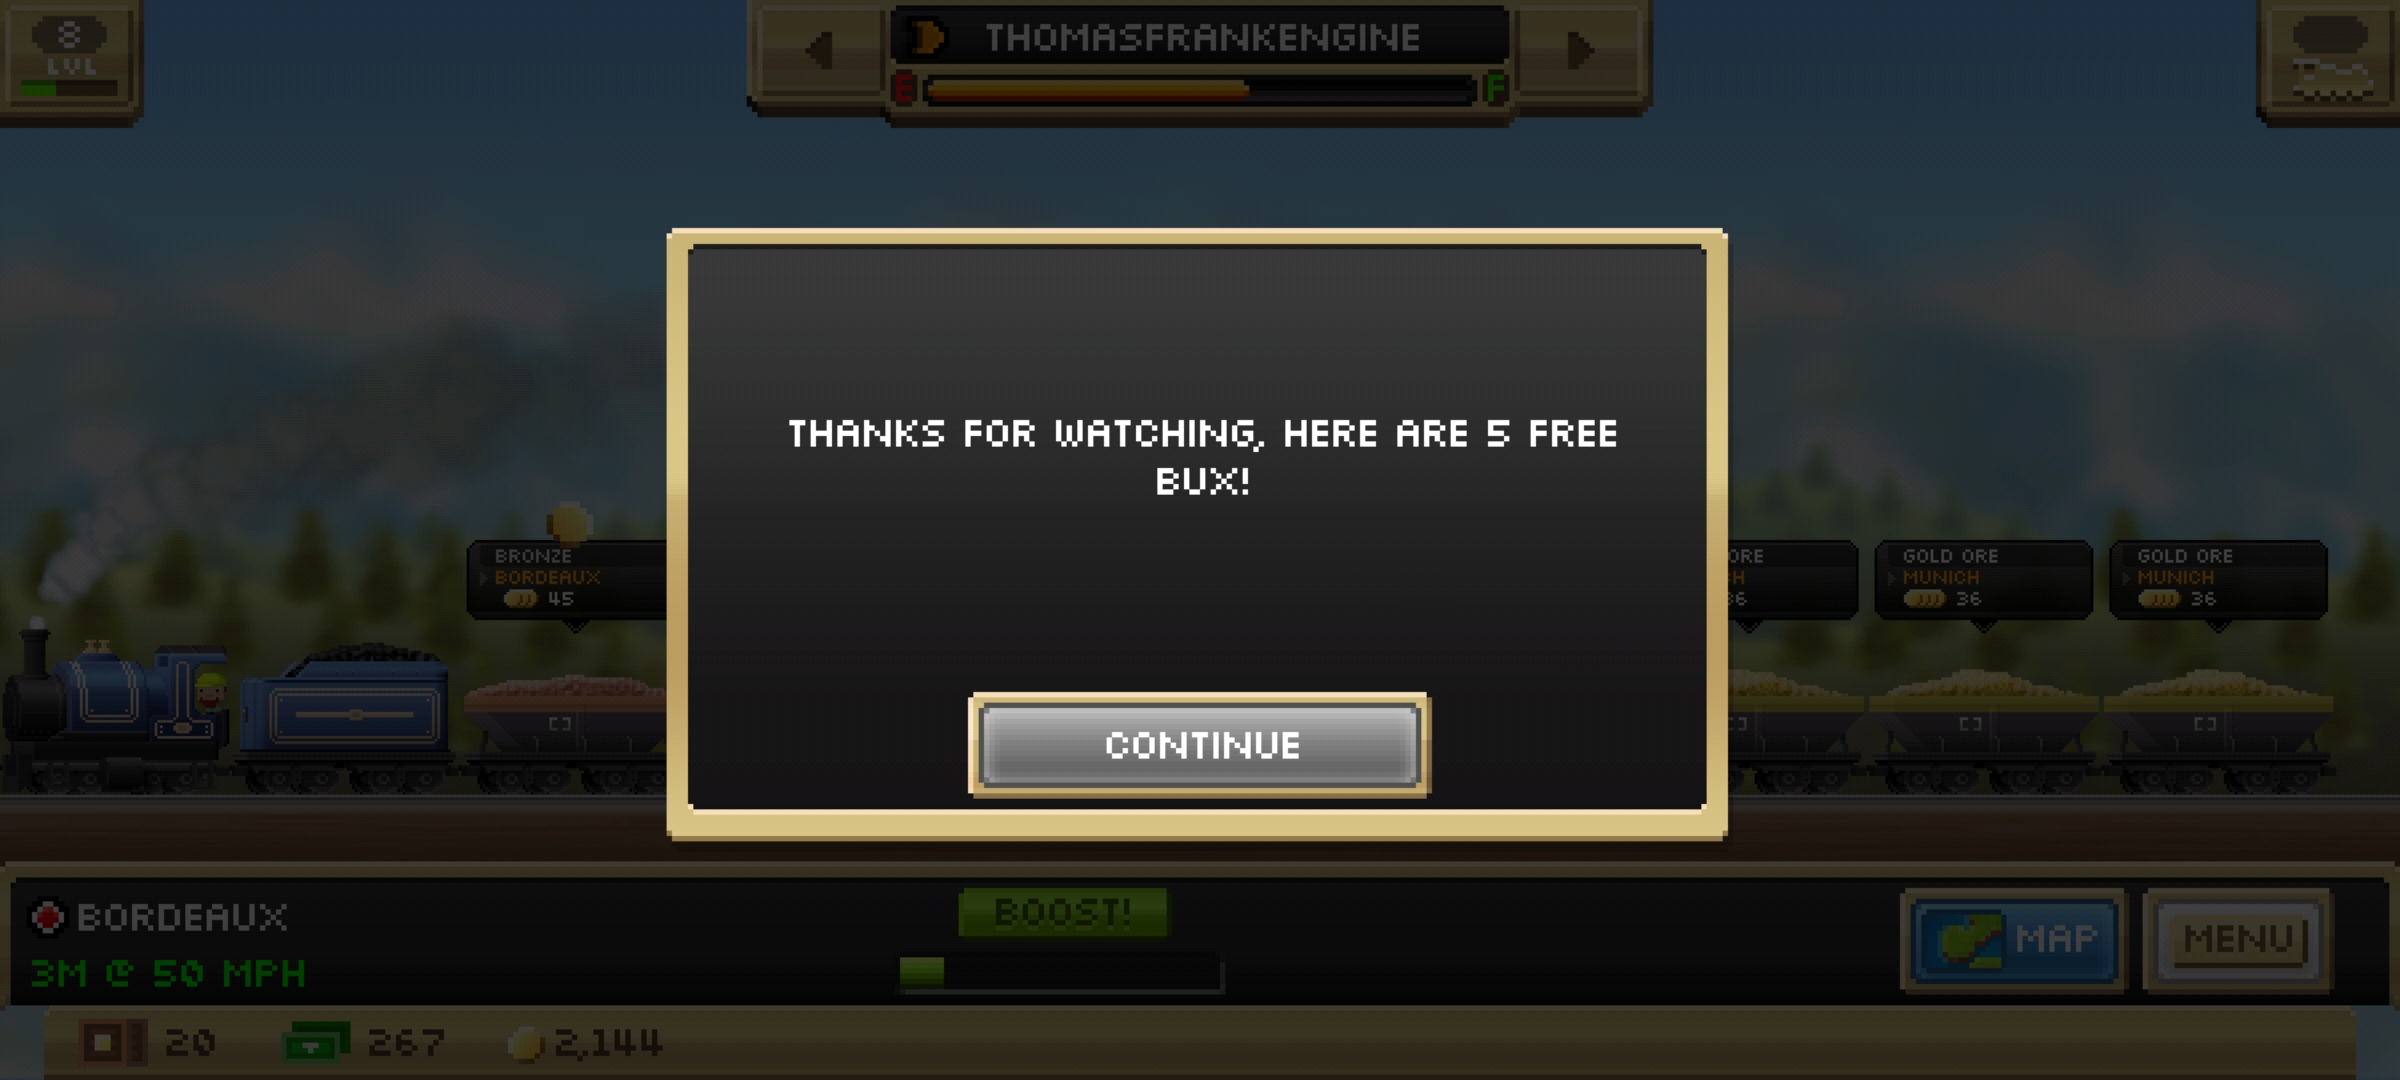 8
LVL
THOMASFRANKENGINE
E
F
THANKS FOR WATCHING, HERE ARE 5 FREE
BUX!
CONTINUE
BRONZE
BORDEAUX
45
ORE
36
GOLD ORE
MUNICH
36
GOLD ORE
MUNICH
36
BORDEAUX
3M @ 50 MPH
BOOST!
MAP
MENU
20
267
2,144